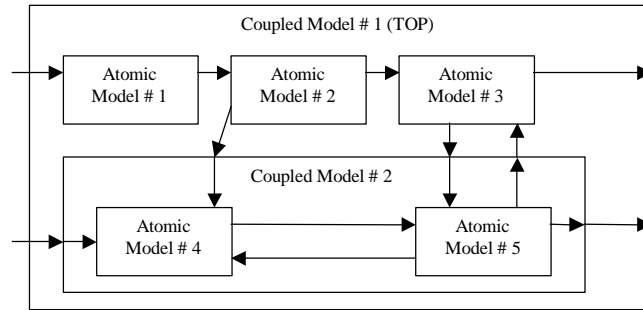 Coupled Model # 1 (TOP)
Atomic
Model # 1
Atomic
Model # 2
Atomic
Model # 3
Coupled Model # 2
Atomic
Model # 4
Atomic
Model # 5